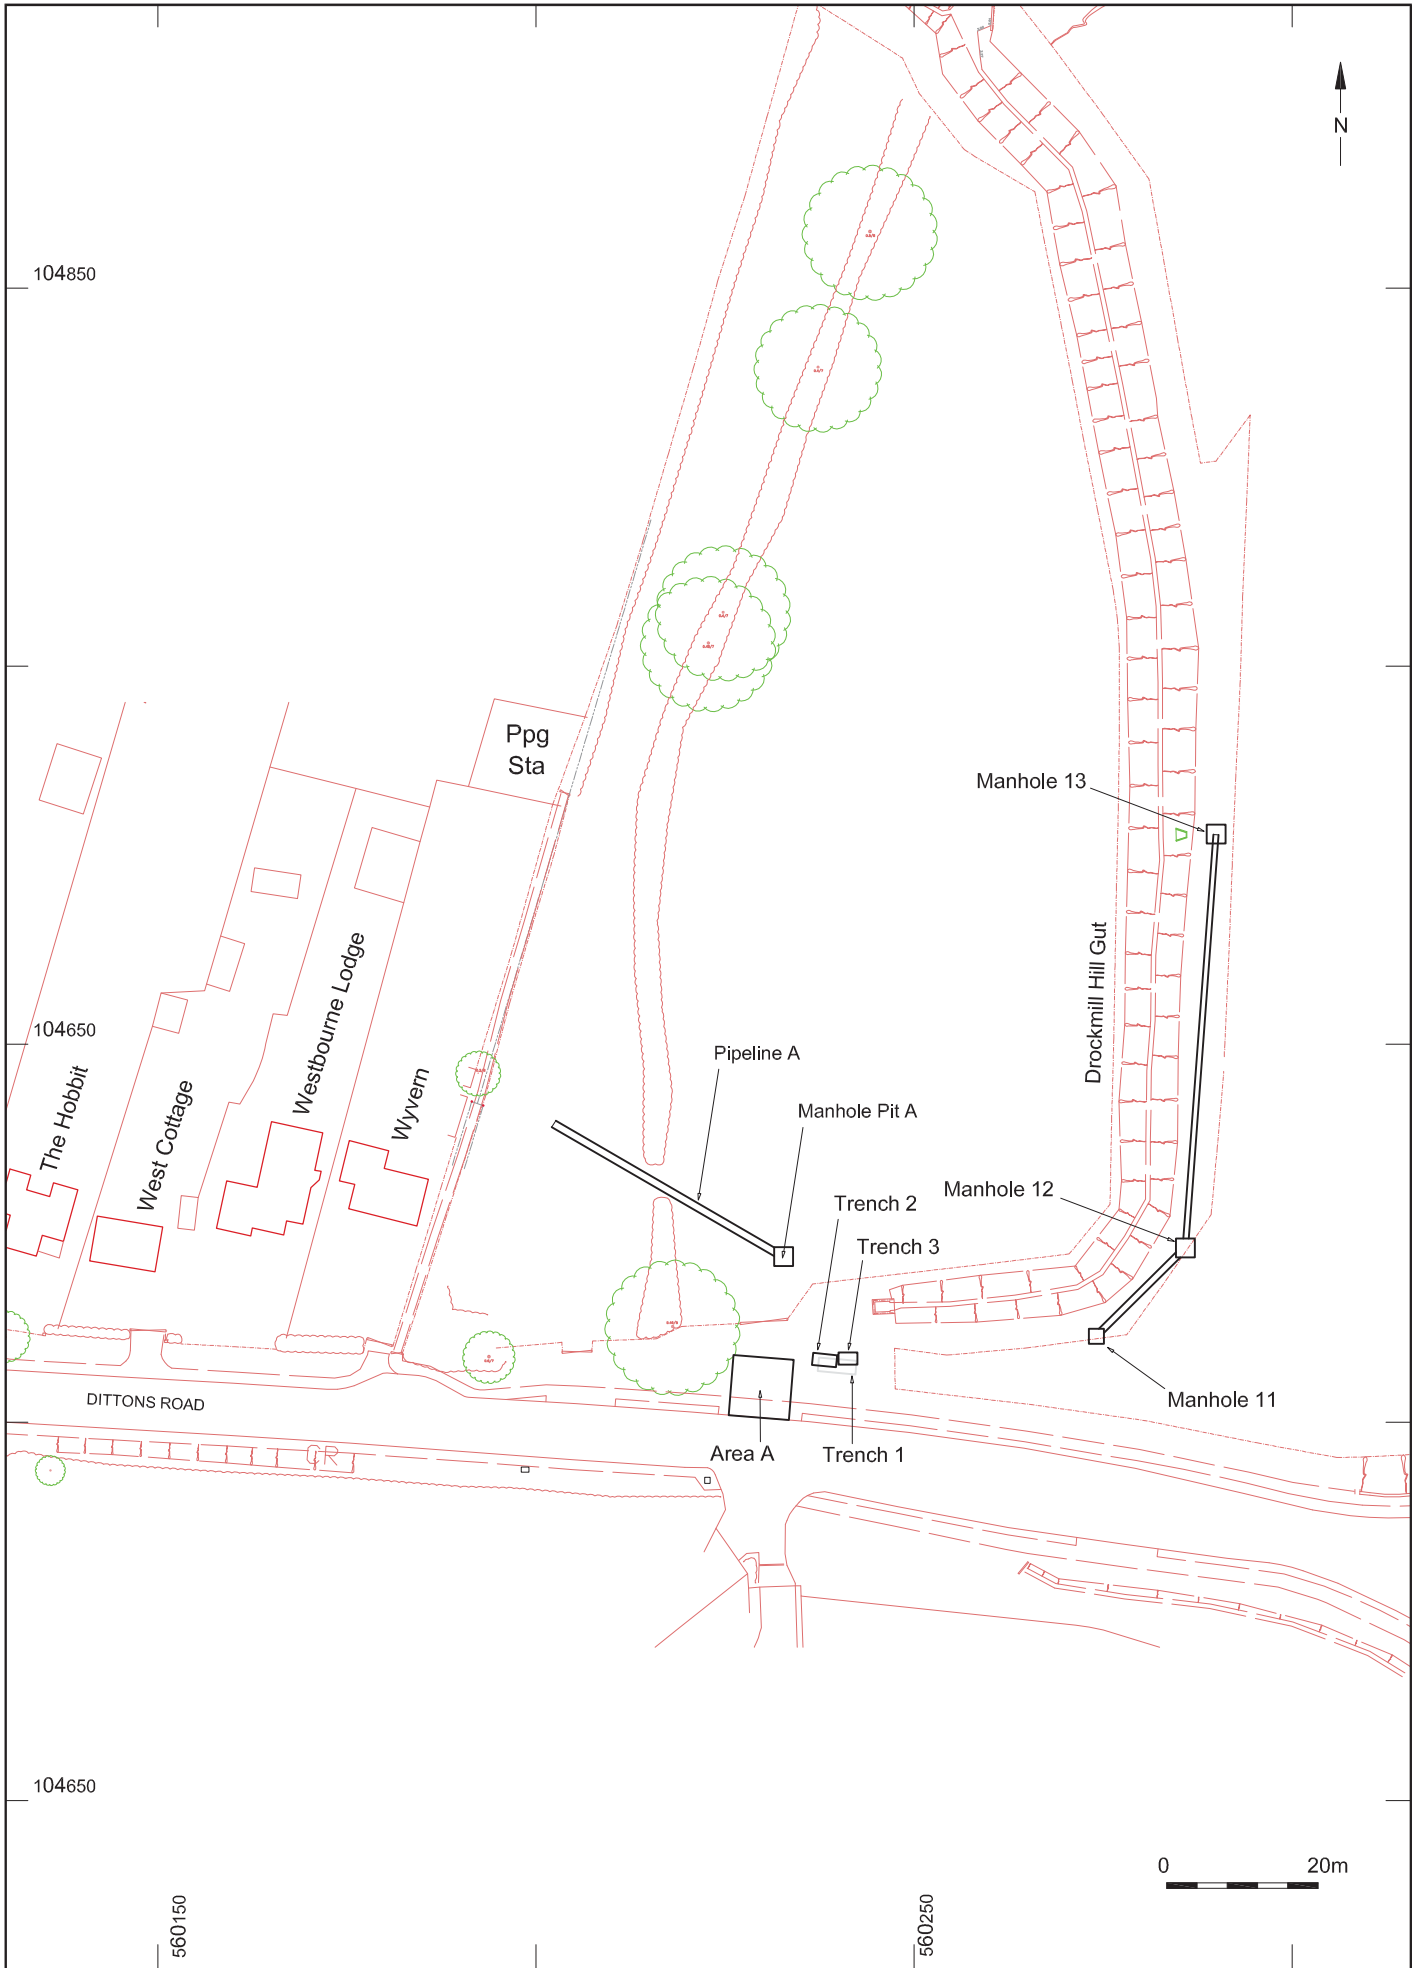 N
104850
Ppg
Sta
Manhole 13
104650
Drockmill Hill Gut
Westbourne Lodge
Pipeline A
The Hobbit
West Cottage
Wyvern
Manhole Pit A
Manhole 12
Trench 2
Trench 3
DITTONS ROAD
Manhole 11
Area A
Trench 1
CR
104650
0 20m
560150
560250